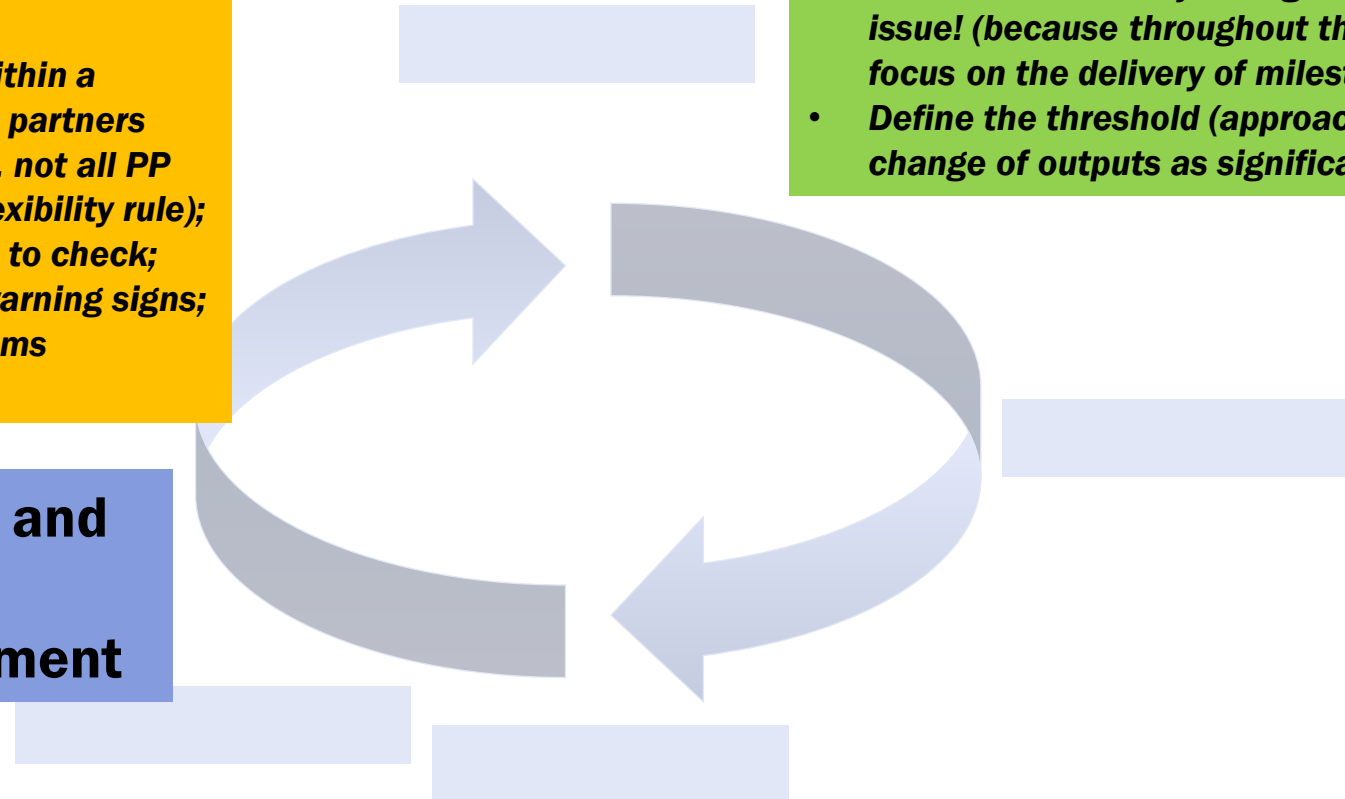 ithin a
partners
, not all PP
exibility rule);
to check;
arning signs;
ms
issue! (because throughout th
focus on the delivery of milest
• Define the threshold (approac
change of outputs as significa
and
ment